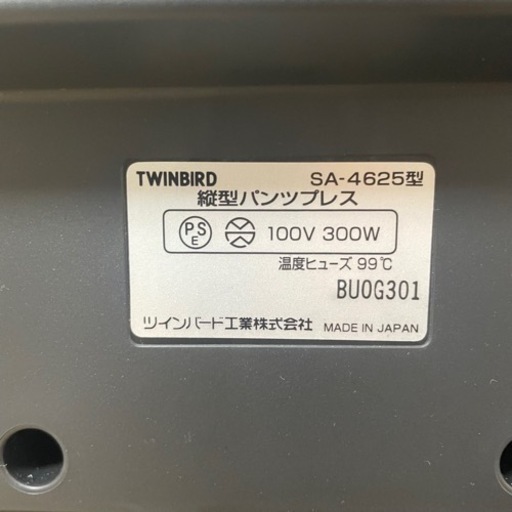 TWINBIRD SA-4625型
縦型パンツプレス
PSE 100V 300W
温度ヒューズ 99℃
BU0G301
ツインバード工業株式会社 MADE IN JAPAN